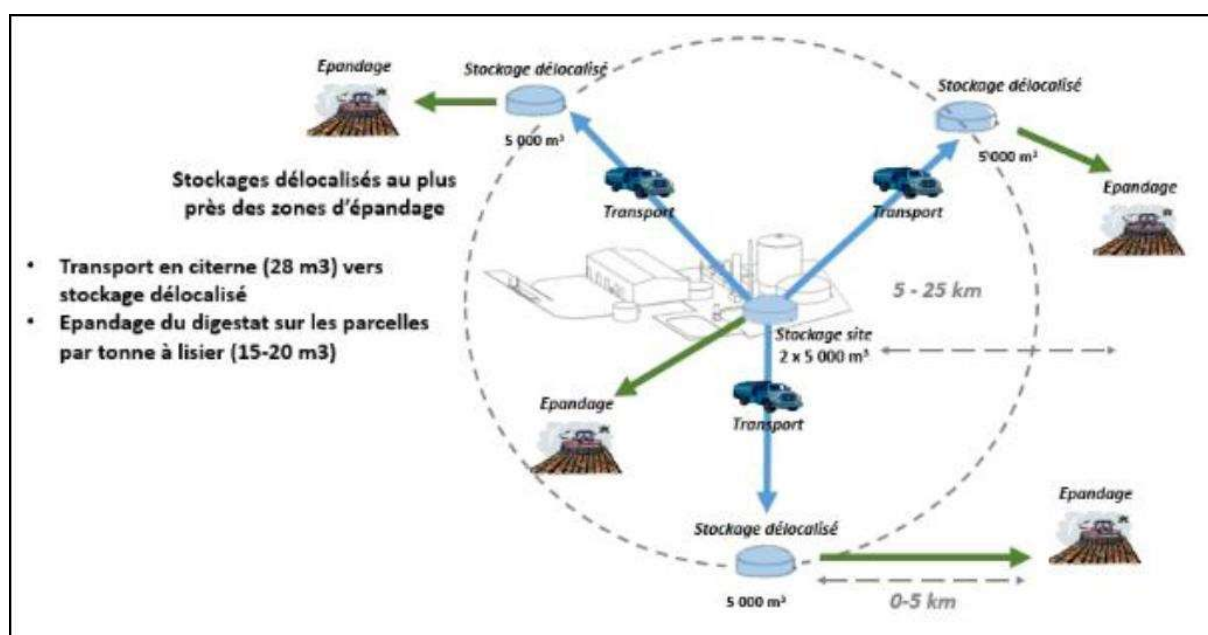 Epandage
Stockage délocalisé
5 000 m³
Stockage délocalisé
5'000 m³
Epandage
Stockages délocalisés au plus
près des zones d'épandage
• Transport en citerne (28 m3) vers
stockage délocalisé
• Epandage du digestat sur les parcelles
par tonne à lisier (15-20 m3)
Transport
Transport
5 - 25 km
Stockage site
2 x 5 000 m³
Epandage
Transport
Stockage délocalisé
5 000 m³
Epandage
0-5 km